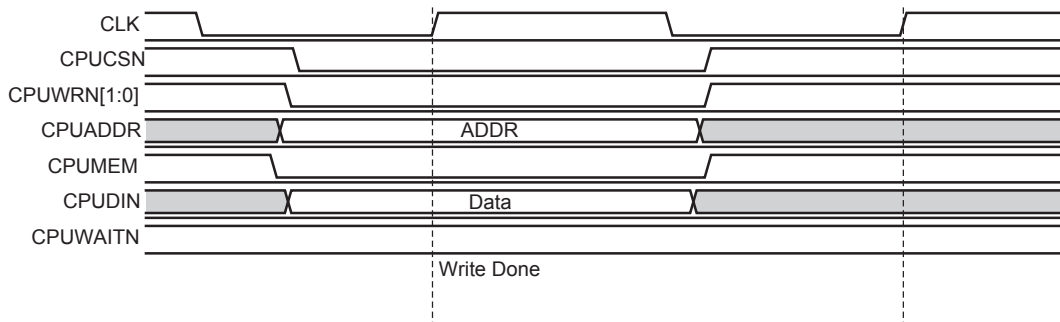 CLK
CPUCSN
CPUWRN[1:0]
CPUADDR ADDR
CPUMEM
CPUDIN Data
CPUWAITN
Write Done